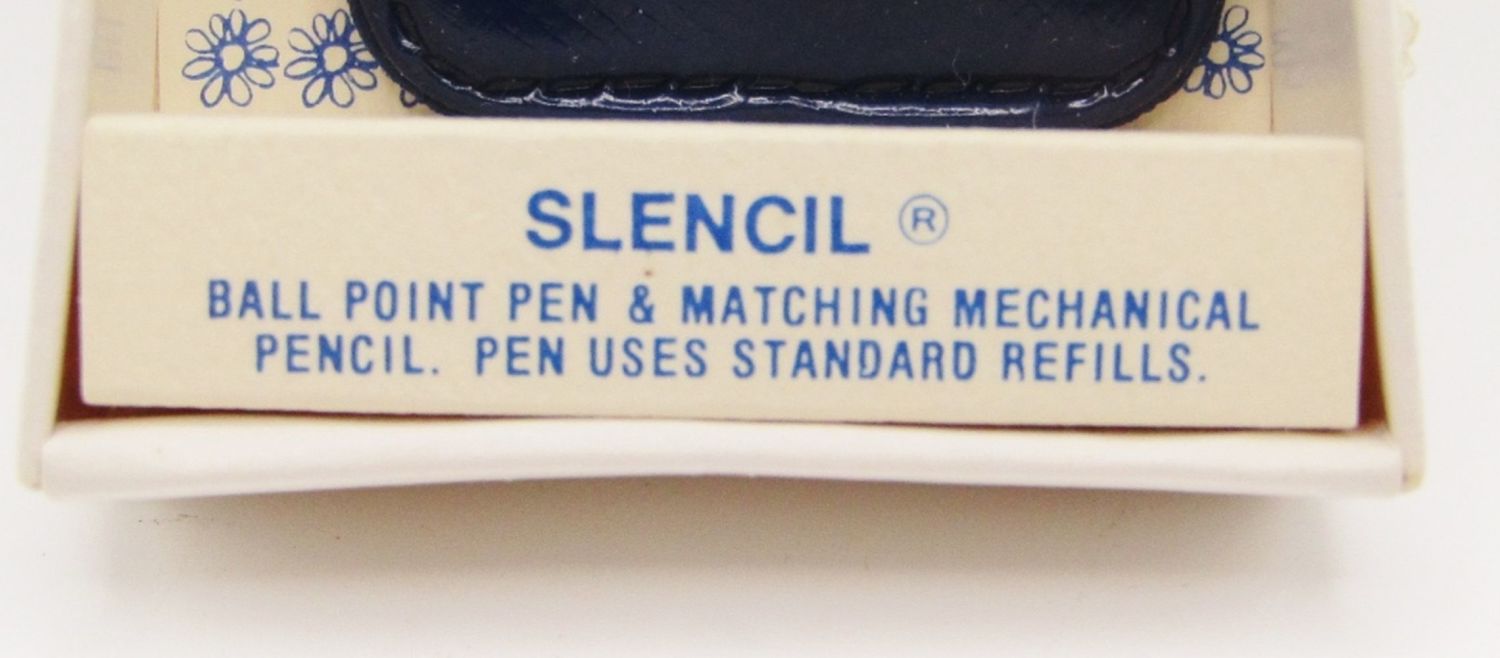 SLENCIL ®
BALL POINT PEN & MATCHING MECHANICAL
PENCIL. PEN USES STANDARD REFILLS.